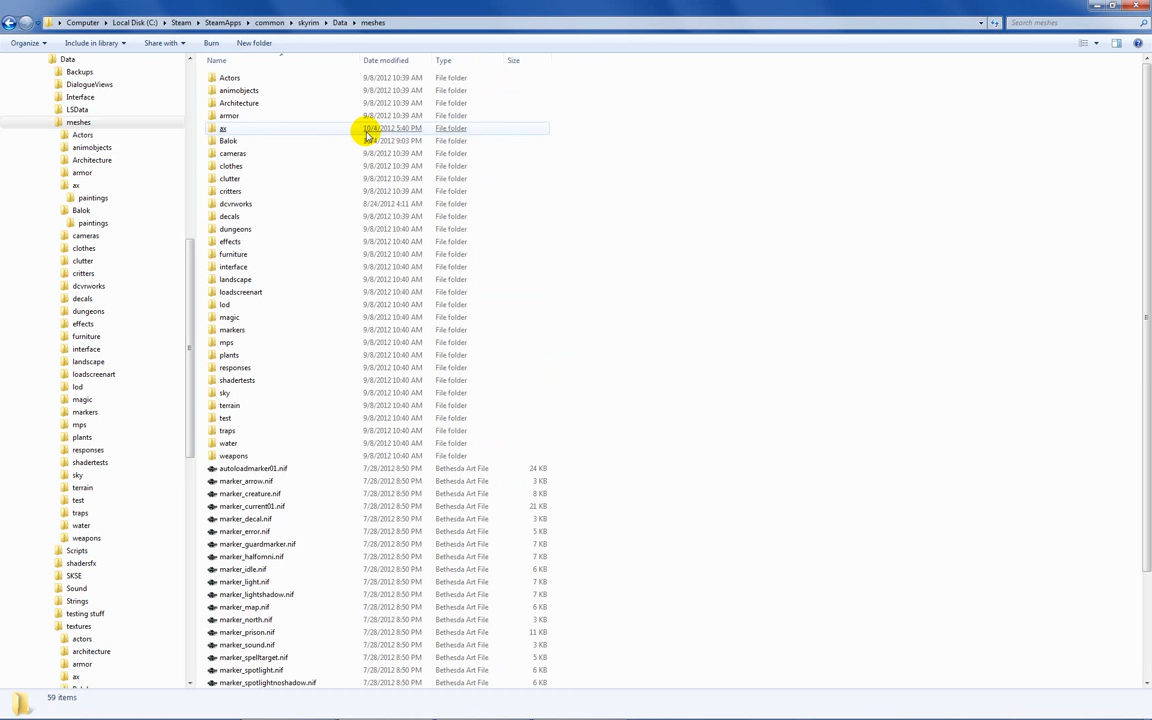 Computer Local Disk (C:) Steam SteamApps common skyrim Data meshes
Search meshes
Organize Include in library Share with Burn New folder
Name Date modified Type Size
Data
Backups
DialogueViews
Interface
LSData
meshes
Actors
animobjects
Architecture
armor
ax
paintings
Balok
paintings
cameras
clothes
clutter
critters
dcvrworks
decals
dungeons
effects
furniture
interface
landscape
loadscreenart
lod
magic
markers
mps
plants
responses
shadertests
sky
terrain
test
traps
water
weapons
Scripts
shadersfx
SKSE
Sound
Strings
testing stuff
textures
actors
architecture
armor
ax
Actors 9/8/2012 10:39 AM File folder
animobjects 9/8/2012 10:39 AM File folder
Architecture 9/8/2012 10:39 AM File folder
armor 9/8/2012 10:39 AM File folder
ax 10/4/2012 5:40 PM File folder
Balok /2012 9:03 PM File folder
cameras 9/8/2012 10:39 AM File folder
clothes 9/8/2012 10:39 AM File folder
clutter 9/8/2012 10:39 AM File folder
critters 9/8/2012 10:39 AM File folder
dcvrworks 8/24/2012 4:11 AM File folder
decals 9/8/2012 10:39 AM File folder
dungeons 9/8/2012 10:40 AM File folder
effects 9/8/2012 10:40 AM File folder
furniture 9/8/2012 10:40 AM File folder
interface 9/8/2012 10:40 AM File folder
landscape 9/8/2012 10:40 AM File folder
loadscreenart 9/8/2012 10:40 AM File folder
lod 9/8/2012 10:40 AM File folder
magic 9/8/2012 10:40 AM File folder
markers 9/8/2012 10:40 AM File folder
mps 9/8/2012 10:40 AM File folder
plants 9/8/2012 10:40 AM File folder
responses 9/8/2012 10:40 AM File folder
shadertests 9/8/2012 10:40 AM File folder
sky 9/8/2012 10:40 AM File folder
terrain 9/8/2012 10:40 AM File folder
test 9/8/2012 10:40 AM File folder
traps 9/8/2012 10:40 AM File folder
water 9/8/2012 10:40 AM File folder
weapons 9/8/2012 10:40 AM File folder
autoloadmarker01.nif 7/28/2012 8:50 PM Bethesda Art File 24 KB
marker_arrow.nif 7/28/2012 8:50 PM Bethesda Art File 3 KB
marker_creature.nif 7/28/2012 8:50 PM Bethesda Art File 8 KB
marker_current01.nif 7/28/2012 8:50 PM Bethesda Art File 21 KB
marker_decal.nif 7/28/2012 8:50 PM Bethesda Art File 3 KB
marker_error.nif 7/28/2012 8:50 PM Bethesda Art File 5 KB
marker_guardmarker.nif 7/28/2012 8:50 PM Bethesda Art File 7 KB
marker_halfomni.nif 7/28/2012 8:50 PM Bethesda Art File 7 KB
marker_idle.nif 7/28/2012 8:50 PM Bethesda Art File 6 KB
marker_light.nif 7/28/2012 8:50 PM Bethesda Art File 7 KB
marker_lightshadow.nif 7/28/2012 8:50 PM Bethesda Art File 7 KB
marker_map.nif 7/28/2012 8:50 PM Bethesda Art File 6 KB
marker_north.nif 7/28/2012 8:50 PM Bethesda Art File 7 KB
marker_prison.nif 7/28/2012 8:50 PM Bethesda Art File 11 KB
marker_sound.nif 7/28/2012 8:50 PM Bethesda Art File 7 KB
marker_spelltarget.nif 7/28/2012 8:50 PM Bethesda Art File 5 KB
marker_spotlight.nif 7/28/2012 8:50 PM Bethesda Art File 6 KB
marker_spotlightnoshadow.nif 7/28/2012 8:50 PM Bethesda Art File 6 KB
59 items